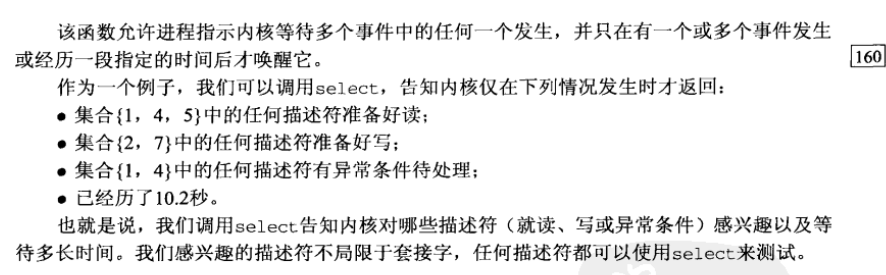 该函数允许进程指示内核等待多个事件中的任何一个发生，并只在有一个或多个事件发生
或经历一段指定的时间后才唤醒它。
160
作为一个例子，我们可以调用select，告知内核仅在下列情况发生时才返回：
● 集合{1，4，5}中的任何描述符准备好读；
● 集合{2，7}中的任何描述符准备好写；
● 集合{1，4}中的任何描述符有异常条件待处理；
● 已经历了10.2秒。
也就是说，我们调用select告知内核对哪些描述符（就读、写或异常条件）感兴趣以及等
待多长时间。我们感兴趣的描述符不局限于套接字，任何描述符都可以使用select来测试。